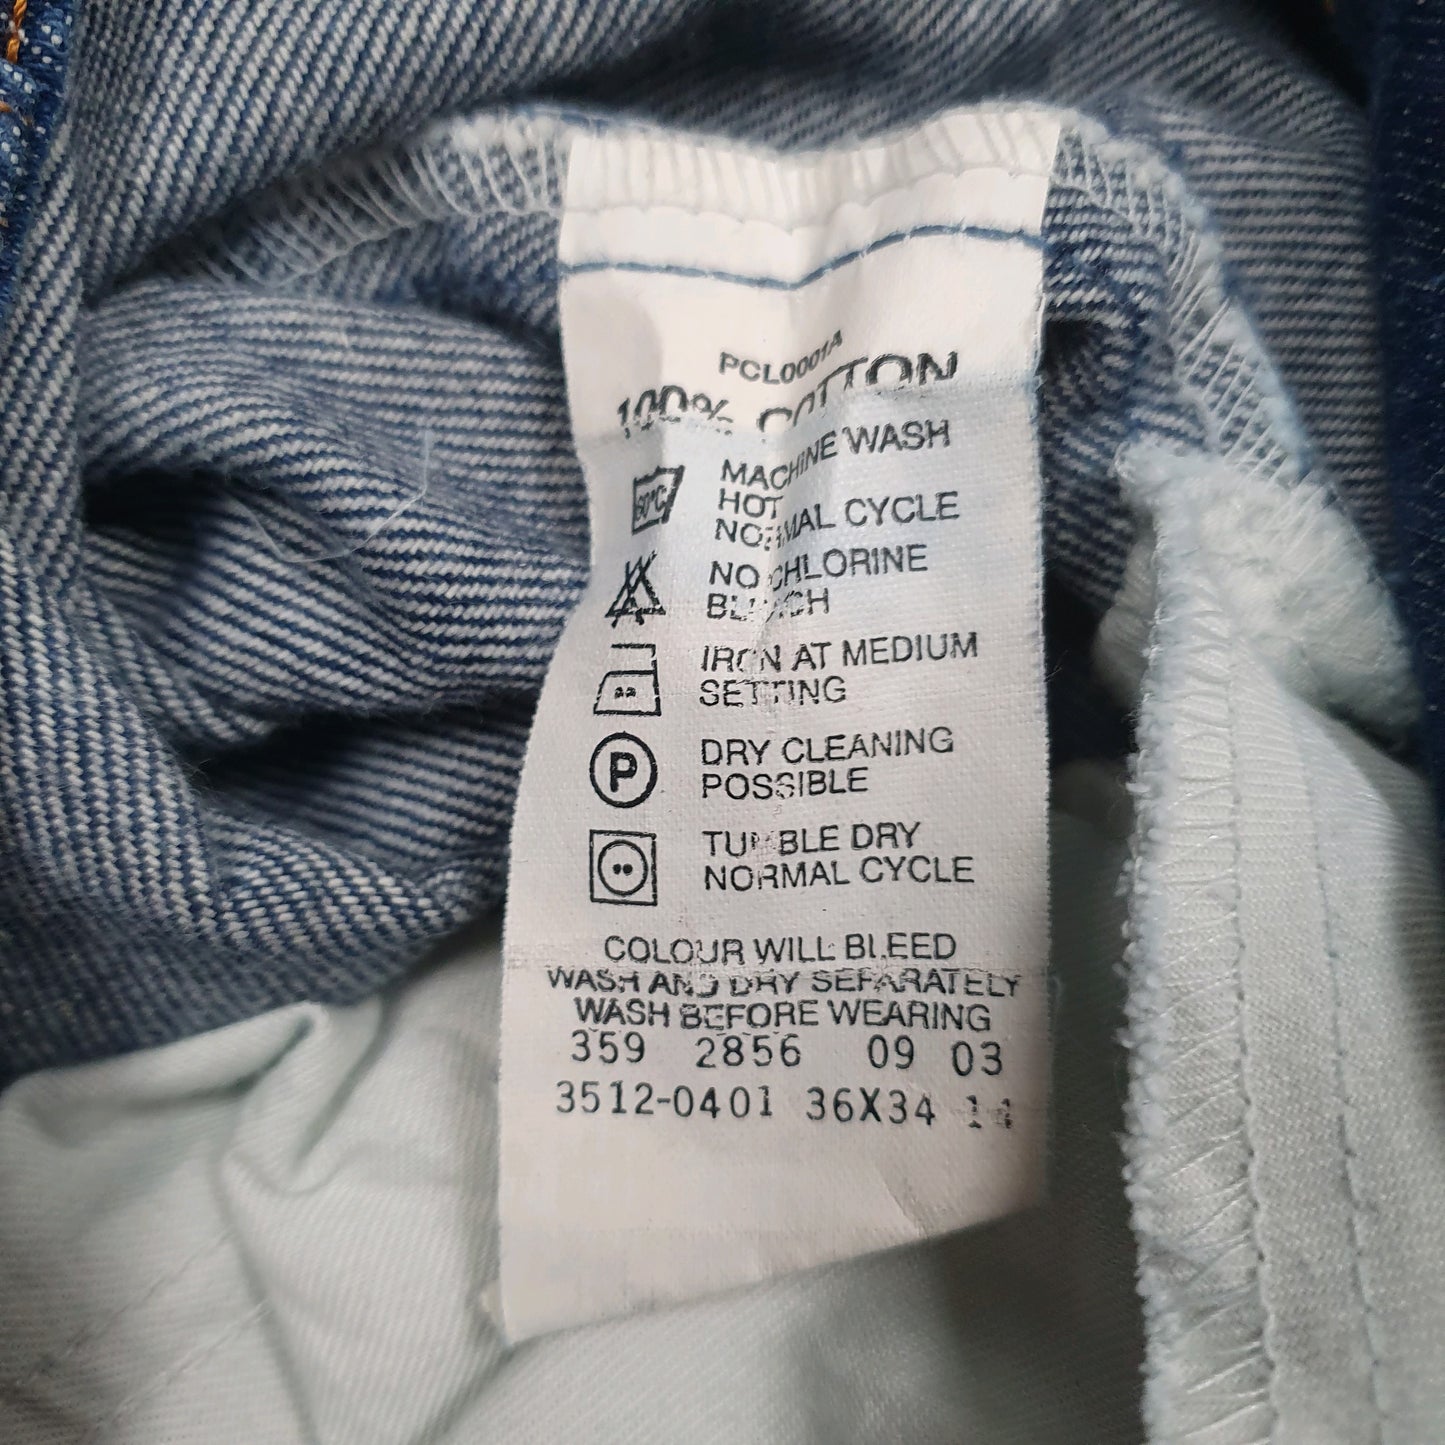 PCL0001A
100% COTTON
60°C
MACHINE WASH
HOT
NORMAL CYCLE
NO CHLORINE
BLEACH
IRON AT MEDIUM
SETTING
P
DRY CLEANING
POSSIBLE
TUMBLE DRY
NORMAL CYCLE
COLOUR WILL BLEED
WASH AND DRY SEPARATELY
WASH BEFORE WEARING
359 2856 09 03
3512-0401 36X34 14